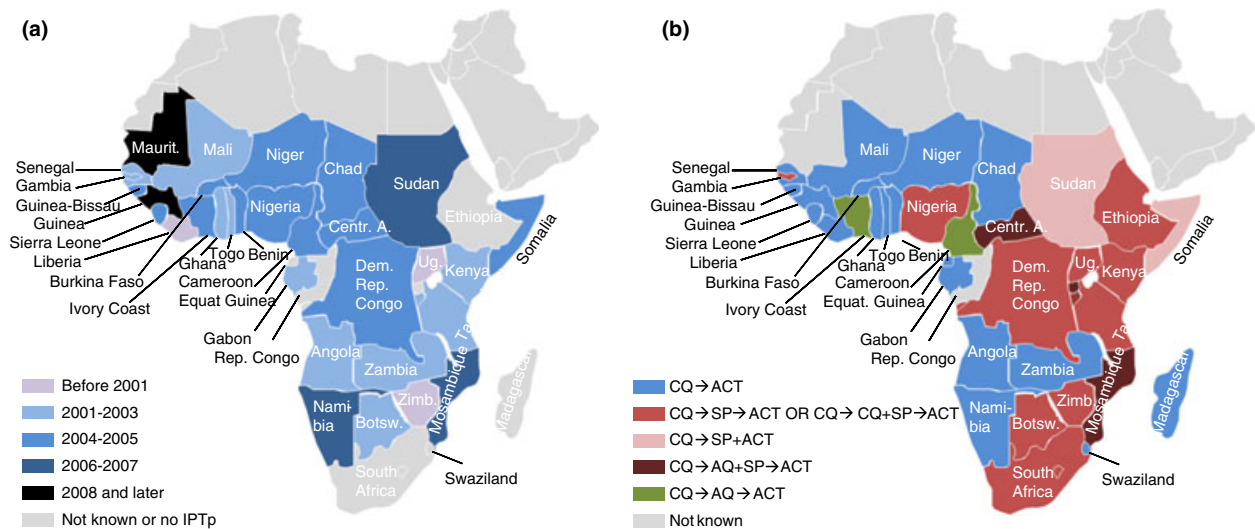 (a)
Maurit.
Mali
Niger
Chad
Sudan
Ethiopia
Somalia
Nigeria
Centr. A.
Senegal
Gambia
Guinea-Bissau
Guinea
Sierra Leone
Liberia
Burkina Faso
Ivory Coast
Ghana
Togo
Benin
Cameroon
Equat Guinea
Gabon
Rep. Congo
Dem.
Rep.
Congo
Ug.
Kenya
Ta
Angola
Zambia
Mosambique
Madagascar
Zimb.
Nami-
bia
Botsw.
South
Africa
Swaziland
Before 2001
2001-2003
2004-2005
2006-2007
2008 and later
Not known or no IPTp
(b)
Mali
Niger
Chad
Sudan
Ethiopia
Somalia
Nigeria
Centr. A.
Senegal
Gambia
Guinea-Bissau
Guinea
Sierra Leone
Liberia
Burkina Faso
Ivory Coast
Ghana
Togo
Benin
Cameroon
Equat. Guinea
Gabon
Rep. Congo
Dem.
Rep.
Congo
Ug.
Kenya
Ta
Angola
Zambia
Mosambique
Madagascar
Zimb.
Nami-
bia
Botsw.
South
Africa
Swaziland
CQ→ACT
CQ→SP→ACT OR CQ→ CQ+SP→ACT
CQ→SP+ACT
CQ→AQ+SP→ACT
CQ→AQ→ACT
Not known